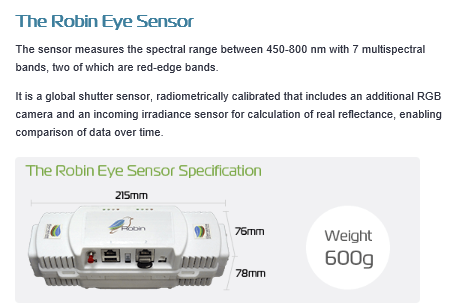 The Robin Eye Sensor
The sensor measures the spectral range between 450-800 nm with 7 multispectral
bands, two of which are red-edge bands.
It is a global shutter sensor, radiometrically calibrated that includes an additional RGB
camera and an incoming irradiance sensor for calculation of real reflectance, enabling
comparison of data over time.
The Robin Eye Sensor Specification
215mm
Robin
76mm
78mm
Weight
600g